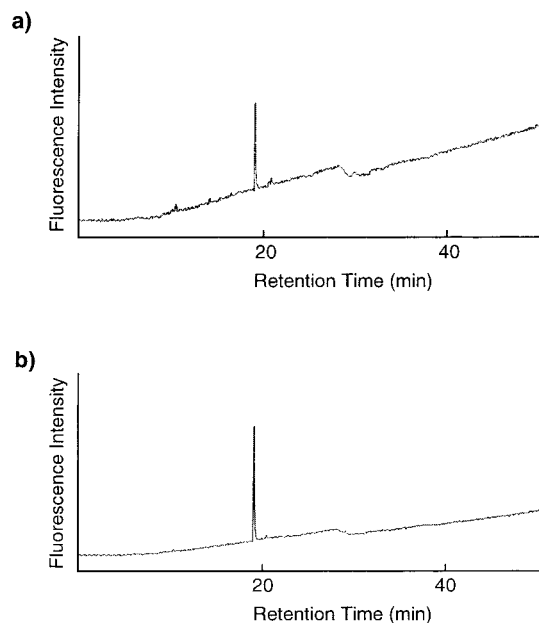 a)
Fluorescence Intensity
20 40
Retention Time (min)
b)
Fluorescence Intensity
20 40
Retention Time (min)